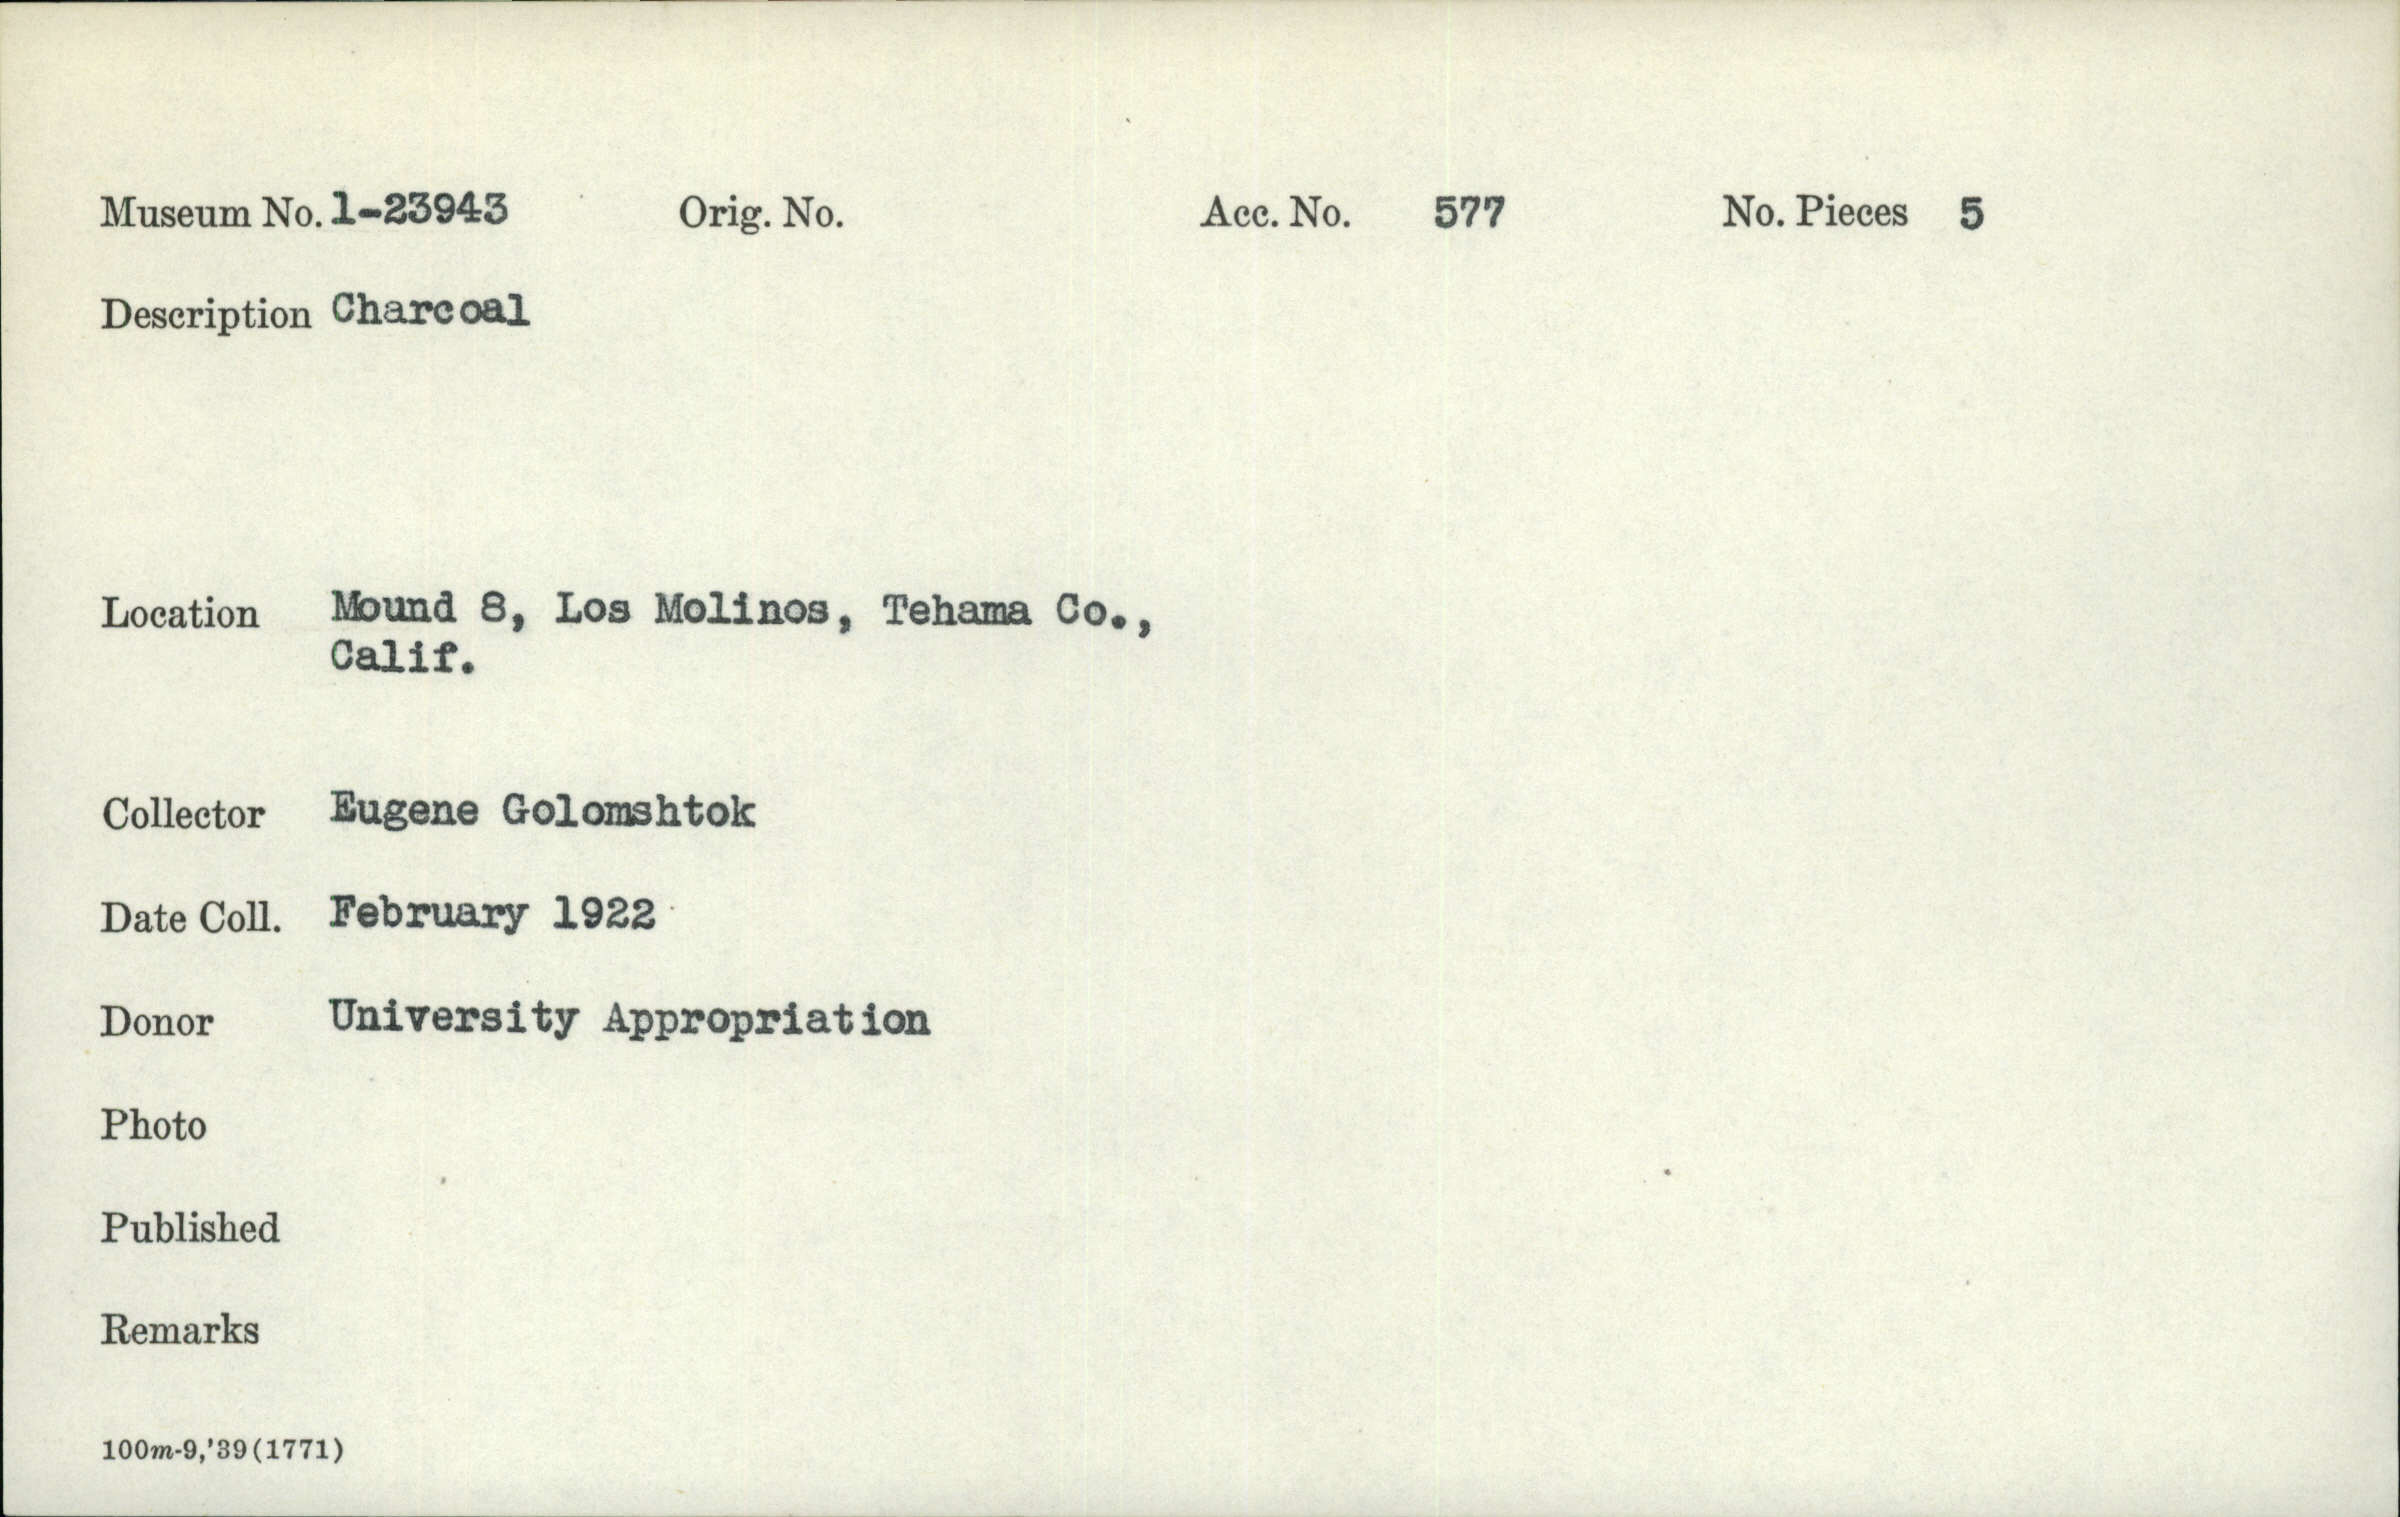 Museum No. 1-23943 Orig. No. Acc. No. 577 No. Pieces 5
Description Charcoal
Location Mound 8, Los Molinos, Tehama Co.,
Calif.
Collector Eugene Golomshtok
Date Coll. February 1922
Donor University Appropriation
Photo
Published
Remarks
100m-9,'39(1771)